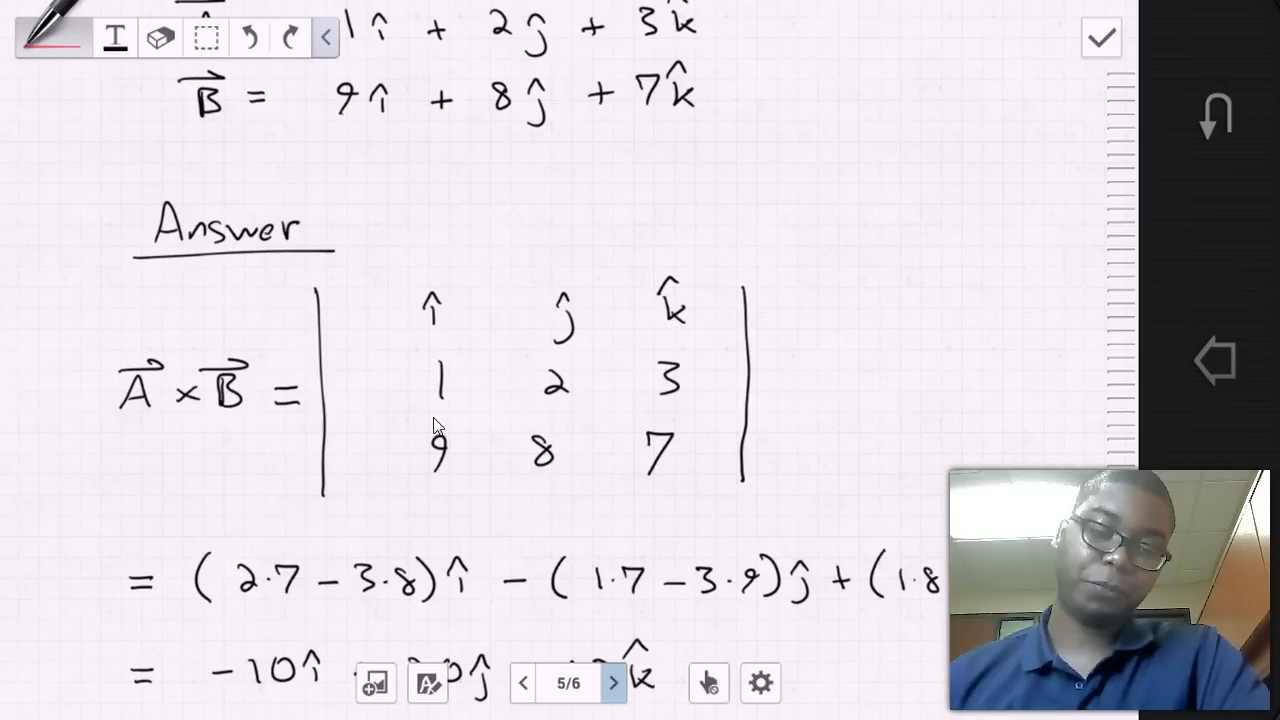 1î + 2ĵ + 3k̂
T
B⃗ = 9î + 8ĵ + 7k̂
Answer
î ĵ k̂
A⃗ × B⃗ = 1 2 3
9 8 7
= (2·7 − 3·8)î − (1·7 − 3·9)ĵ + (1·8
= −10î 0ĵ k̂
5/6